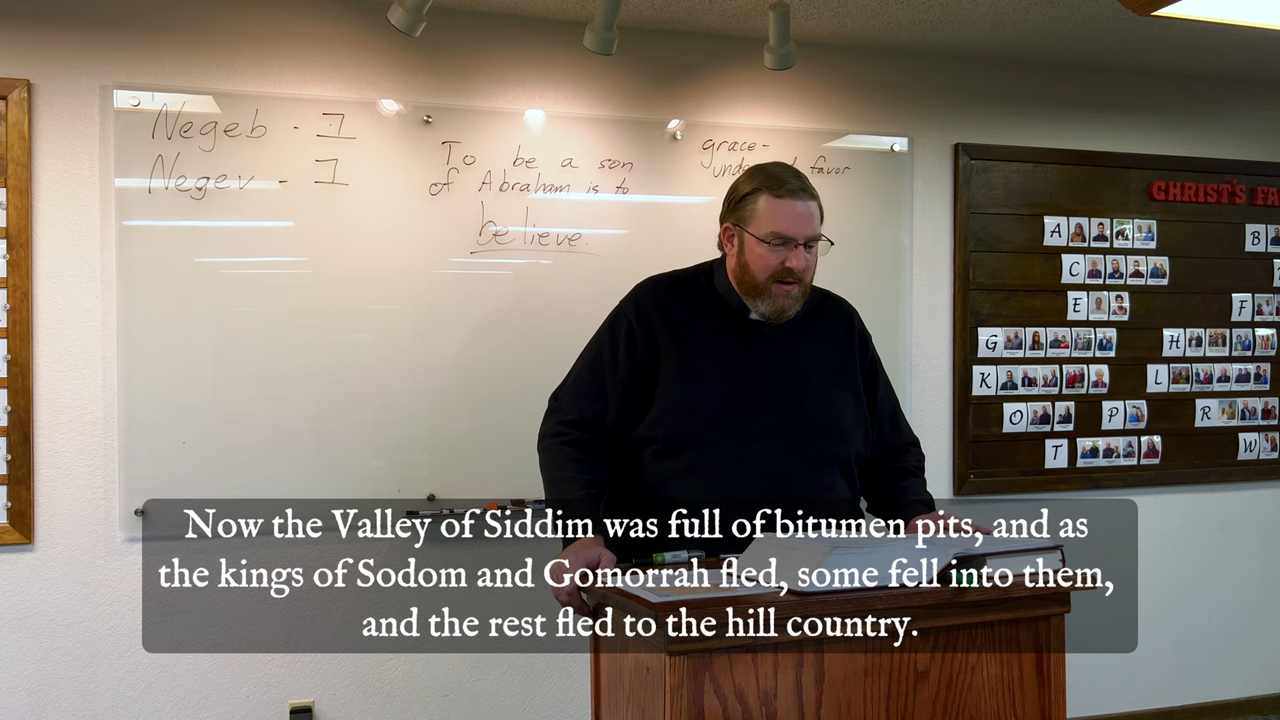 Negeb - 1
Negev - 1
To be a son
of Abraham is to
believe.
grace-
favor
CHRIST'S
A
B
C
E
F
G
H
K
L
O
P
R
T
W
Now the Valley of Siddim was full of bitumen pits, and as
the kings of Sodom and Gomorrah fled, some fell into them,
and the rest fled to the hill country.